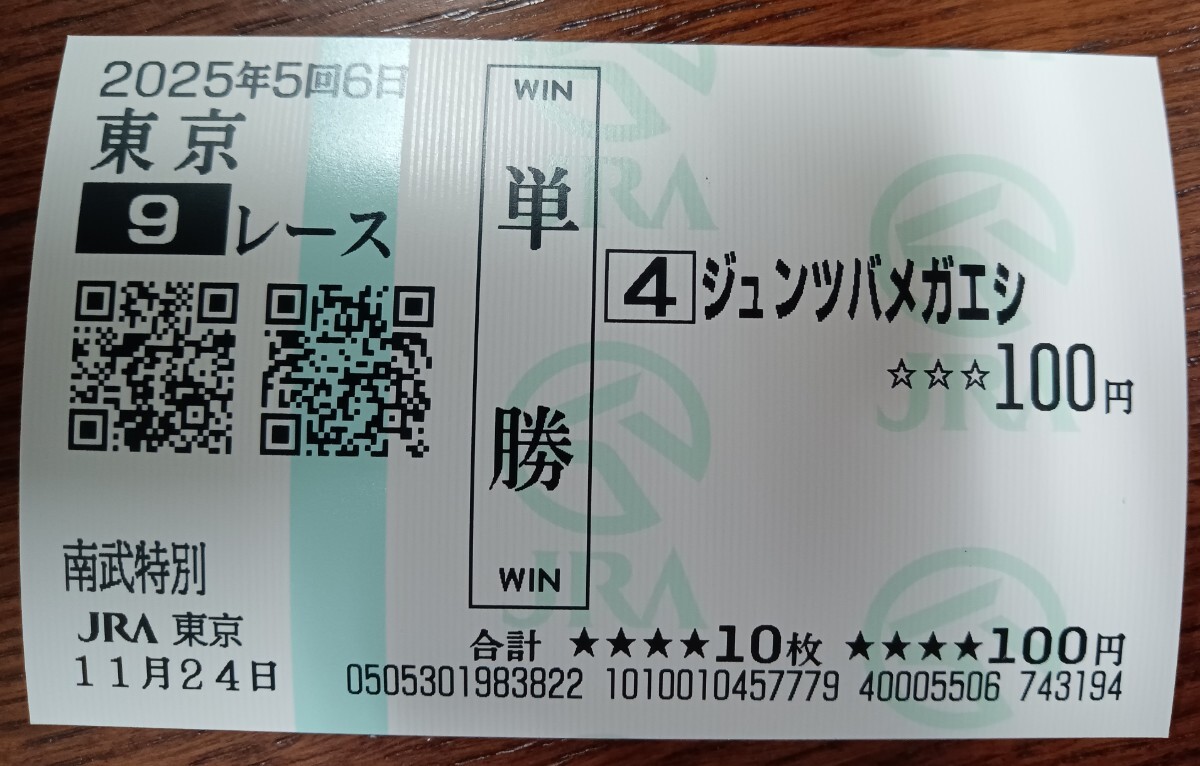 2025年5回6日
東京
9レース
WIN
単勝
WIN
4 ジュンツバメガエシ
☆☆☆100円
南武特別
JRA 東京
11月24日
合計 ★★★★10枚 ★★★★100円
0505301983822 1010010457779 40005506 743194
JRA
JRA
JRA